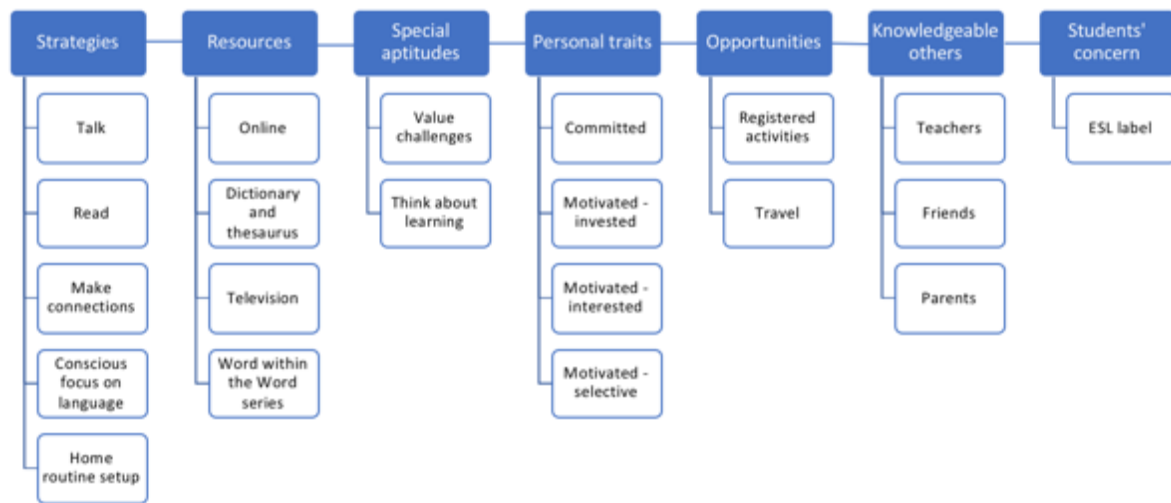 Strategies
Talk
Read
Make
connections
Conscious
focus on
language
Home
routine setup
Resources
Online
Dictionary
and
thesaurus
Television
Word within
the Word
series
Special
aptitudes
Value
challenges
Think about
learning
Personal traits
Committed
Motivated -
invested
Motivated -
interested
Motivated -
selective
Opportunities
Registered
activities
Travel
Knowledgeable
others
Teachers
Friends
Parents
Students'
concern
ESL label